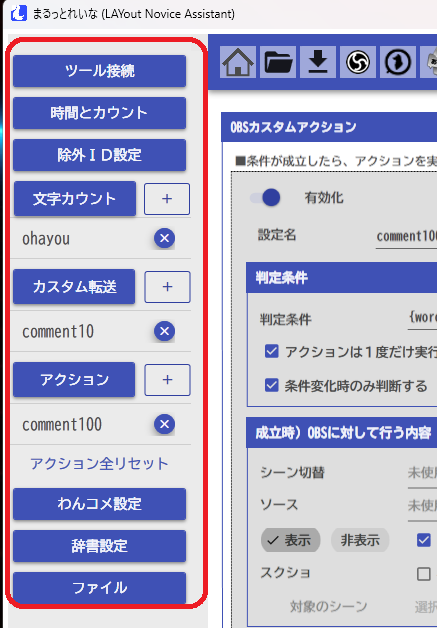 まるっとれいな (LAYout Novice Assistant)
ツール接続
時間とカウント
除外ＩＤ設定
文字カウント +
ohayou
カスタム転送 +
comment10
アクション +
comment100
アクション全リセット
わんコメ設定
辞書設定
ファイル
OBSカスタムアクション
■条件が成立したら、アクションを実
有効化
設定名 comment100
判定条件
判定条件 {wor
アクションは１度だけ実行
条件変化時のみ判断する
成立時）OBSに対して行う内容
シーン切替 未使用
ソース 未使用
表示 非表示
スクショ
対象のシーン 選択